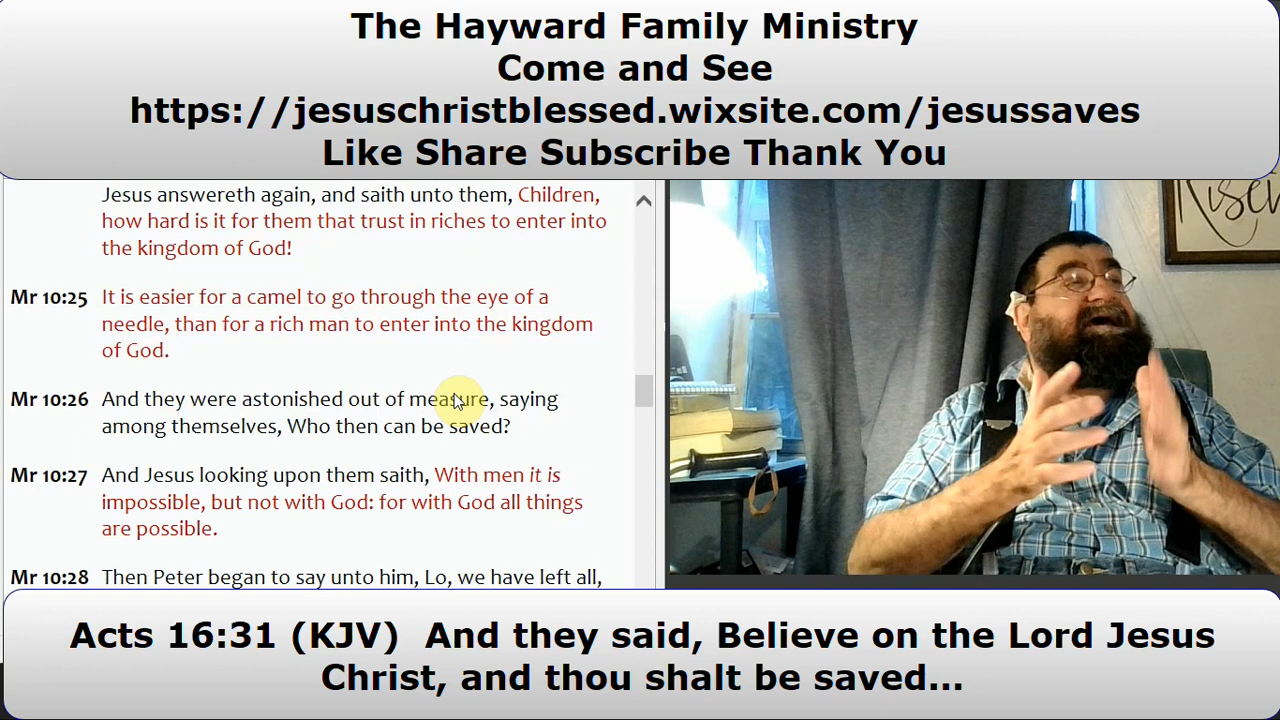 The Hayward Family Ministry
Come and See
https://jesuschristblessed.wixsite.com/jesussaves
Like Share Subscribe Thank You
Jesus answereth again, and saith unto them, Children,
how hard is it for them that trust in riches to enter into
the kingdom of God!
Mr 10:25 It is easier for a camel to go through the eye of a
needle, than for a rich man to enter into the kingdom
of God.
Mr 10:26 And they were astonished out of measure, saying
among themselves, Who then can be saved?
Mr 10:27 And Jesus looking upon them saith, With men it is
impossible, but not with God: for with God all things
are possible.
Mr 10:28 Then Peter began to say unto him, Lo, we have left all,
Risen
Acts 16:31 (KJV) And they said, Believe on the Lord Jesus
Christ, and thou shalt be saved...